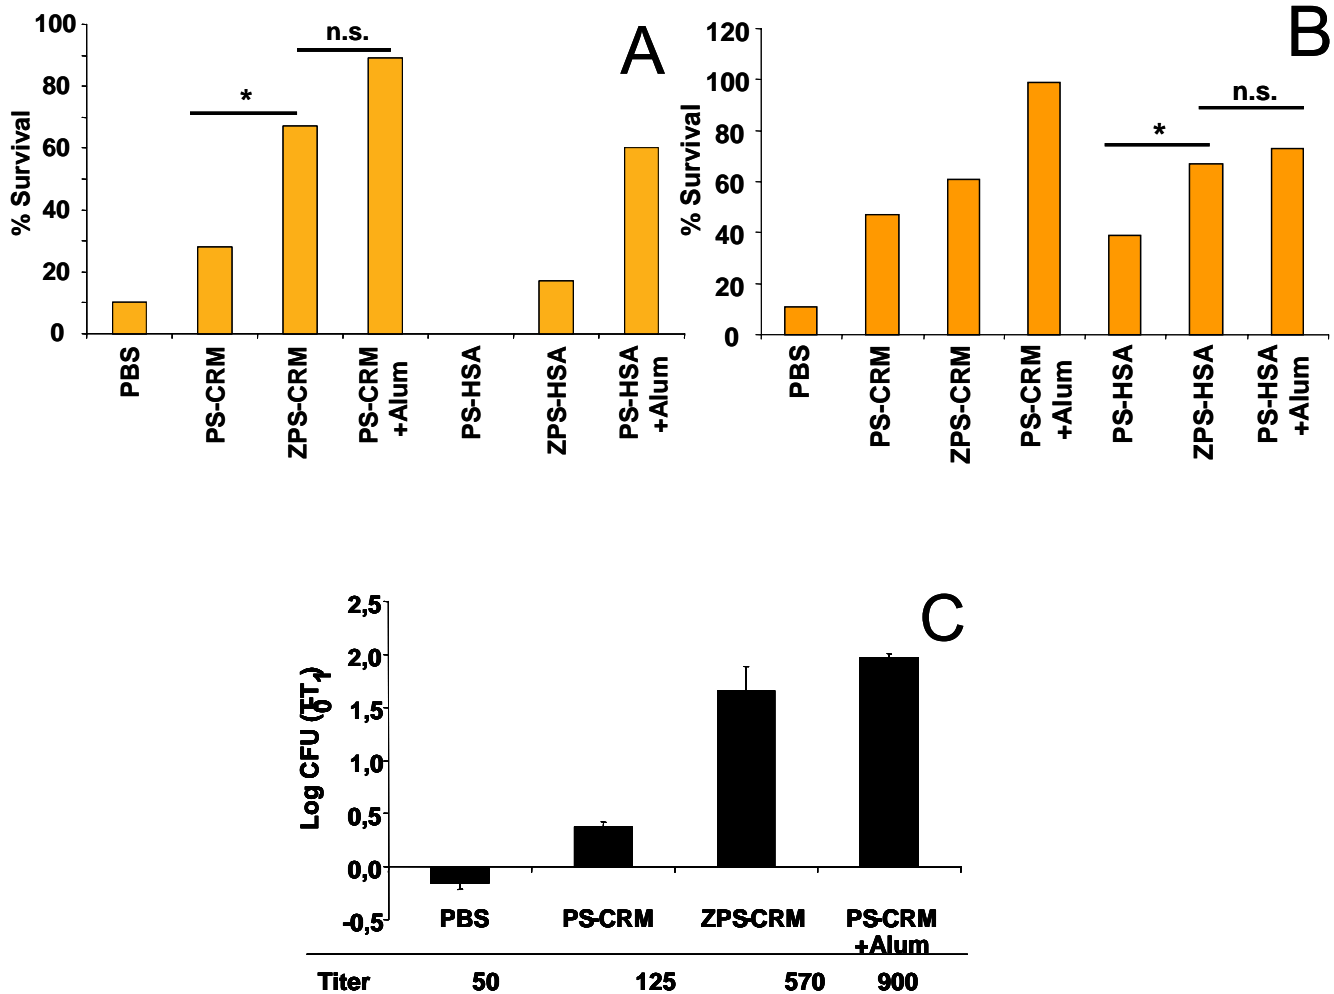 A
n.s.
*
% Survival
100
80
60
40
20
0
PBS
PS-CRM
ZPS-CRM
PS-CRM
+Alum
PS-HSA
ZPS-HSA
PS-HSA
+Alum
B
n.s.
*
% Survival
120
100
80
60
40
20
0
PBS
PS-CRM
ZPS-CRM
PS-CRM
+Alum
PS-HSA
ZPS-HSA
PS-HSA
+Alum
C
Log CFU
2,5
2,0
1,5
1,0
0,5
0,0
-0,5
PBS PS-CRM ZPS-CRM PS-CRM
+Alum
Titer 50 125 570 900